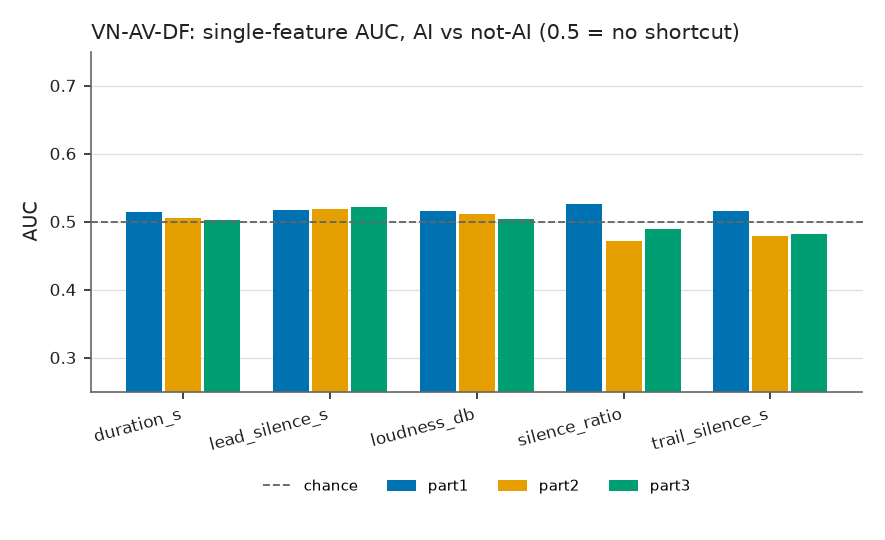 VN-AV-DF: single-feature AUC, AI vs not-AI (0.5 = no shortcut)
0.7
0.6
0.5
0.4
0.3
AUC
duration_s
lead_silence_s
loudness_db
silence_ratio
trail_silence_s
chance
part1
part2
part3